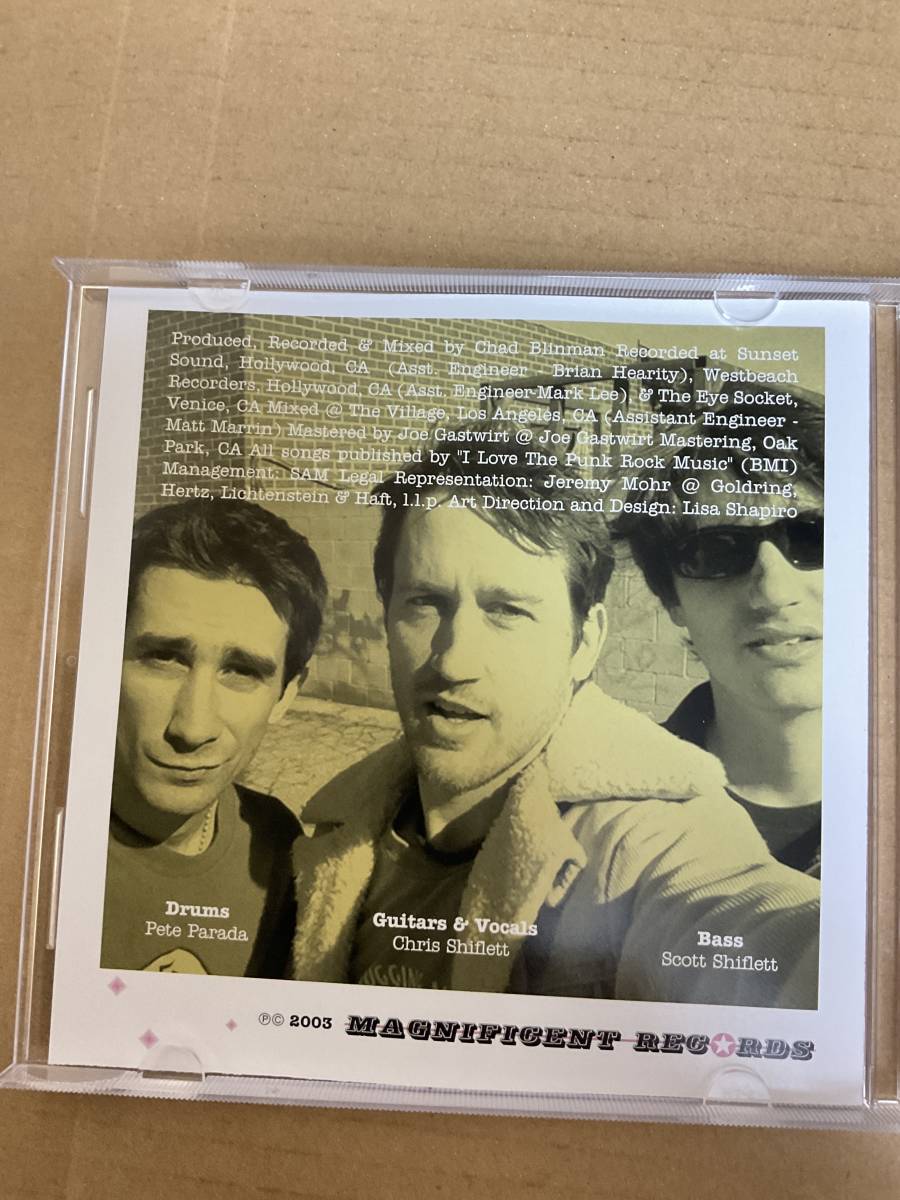 Produced, Recorded & Mixed by Chad Blinman Recorded at Sunset
Sound, Hollywood, CA (Asst. Engineer Brian Hearity), Westbeach
Recorders, Hollywood, CA (Asst. Engineer-Mark Lee), & The Eye Socket,
Venice, CA Mixed @ The Village, Los Angeles, CA (Assistant Engineer -
Matt Marrin) Mastered by Joe Gastwirt @ Joe Gastwirt Mastering, Oak
Park, CA All songs published by "I Love The Punk Rock Music" (BMI)
Management: SAM Legal Representation: Jeremy Mohr @ Goldring,
Hertz, Lichtenstein & Haft, l.l.p. Art Direction and Design: Lisa Shapiro
Drums
Pete Parada
Guitars & Vocals
Chris Shiflett
Bass
Scott Shiflett
℗© 2003 MAGNIFICENT RECORDS